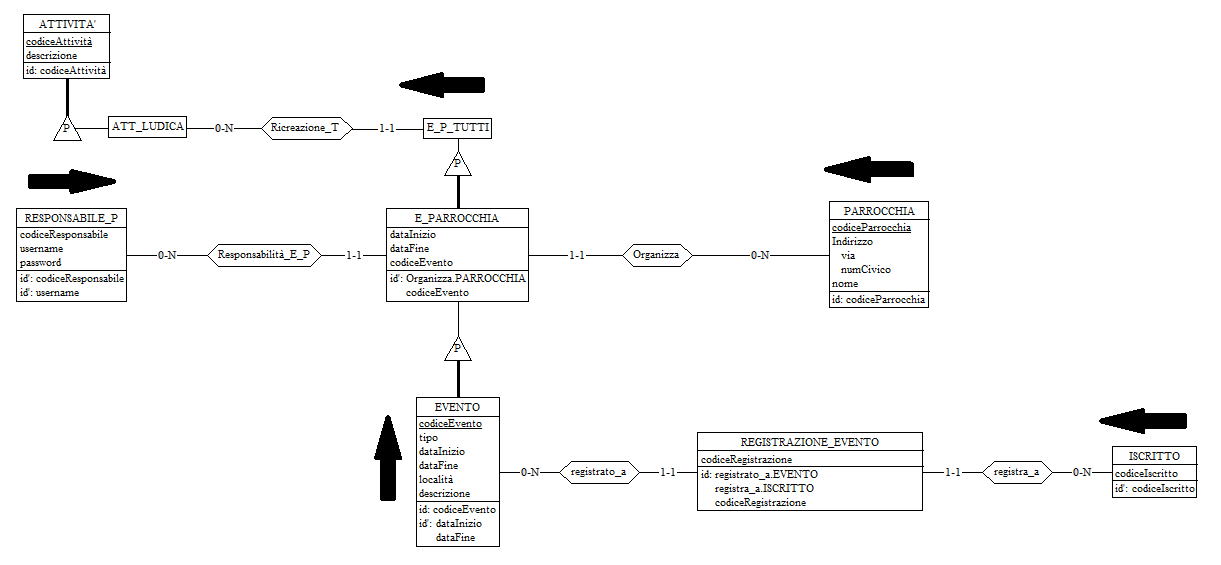 ATTIVITA'
codiceAttività
descrizione
id: codiceAttività
P
ATT_LUDICA
0-N
Ricreazione_T
1-1
E_P_TUTTI
P
RESPONSABILE_P
codiceResponsabile
username
password
id': codiceResponsabile
id': username
0-N
Responsabilità_E_P
1-1
E_PARROCCHIA
dataInizio
dataFine
codiceEvento
id': Organizza.PARROCCHIA
codiceEvento
1-1
Organizza
0-N
PARROCCHIA
codiceParrocchia
Indirizzo
via
numCivico
nome
id: codiceParrocchia
P
EVENTO
codiceEvento
tipo
dataInizio
dataFine
località
descrizione
id: codiceEvento
id': dataInizio
dataFine
0-N
registrato_a
1-1
REGISTRAZIONE_EVENTO
codiceRegistrazione
id: registrato_a.EVENTO
registra_a.ISCRITTO
codiceRegistrazione
1-1
registra_a
0-N
ISCRITTO
codiceIscritto
id': codiceIscritto